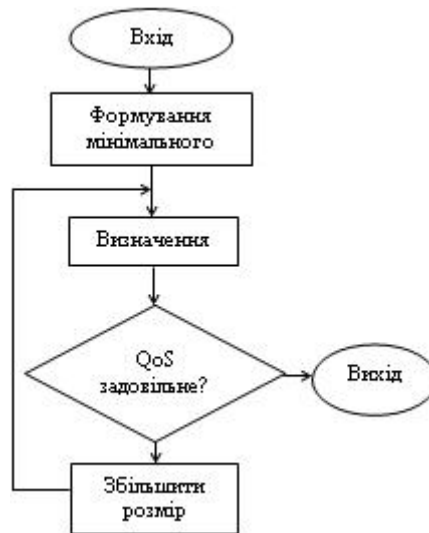 Вхід
Формування
мінімального
Визначення
QoS
задовільне?
Вихід
Збільшити
розмір